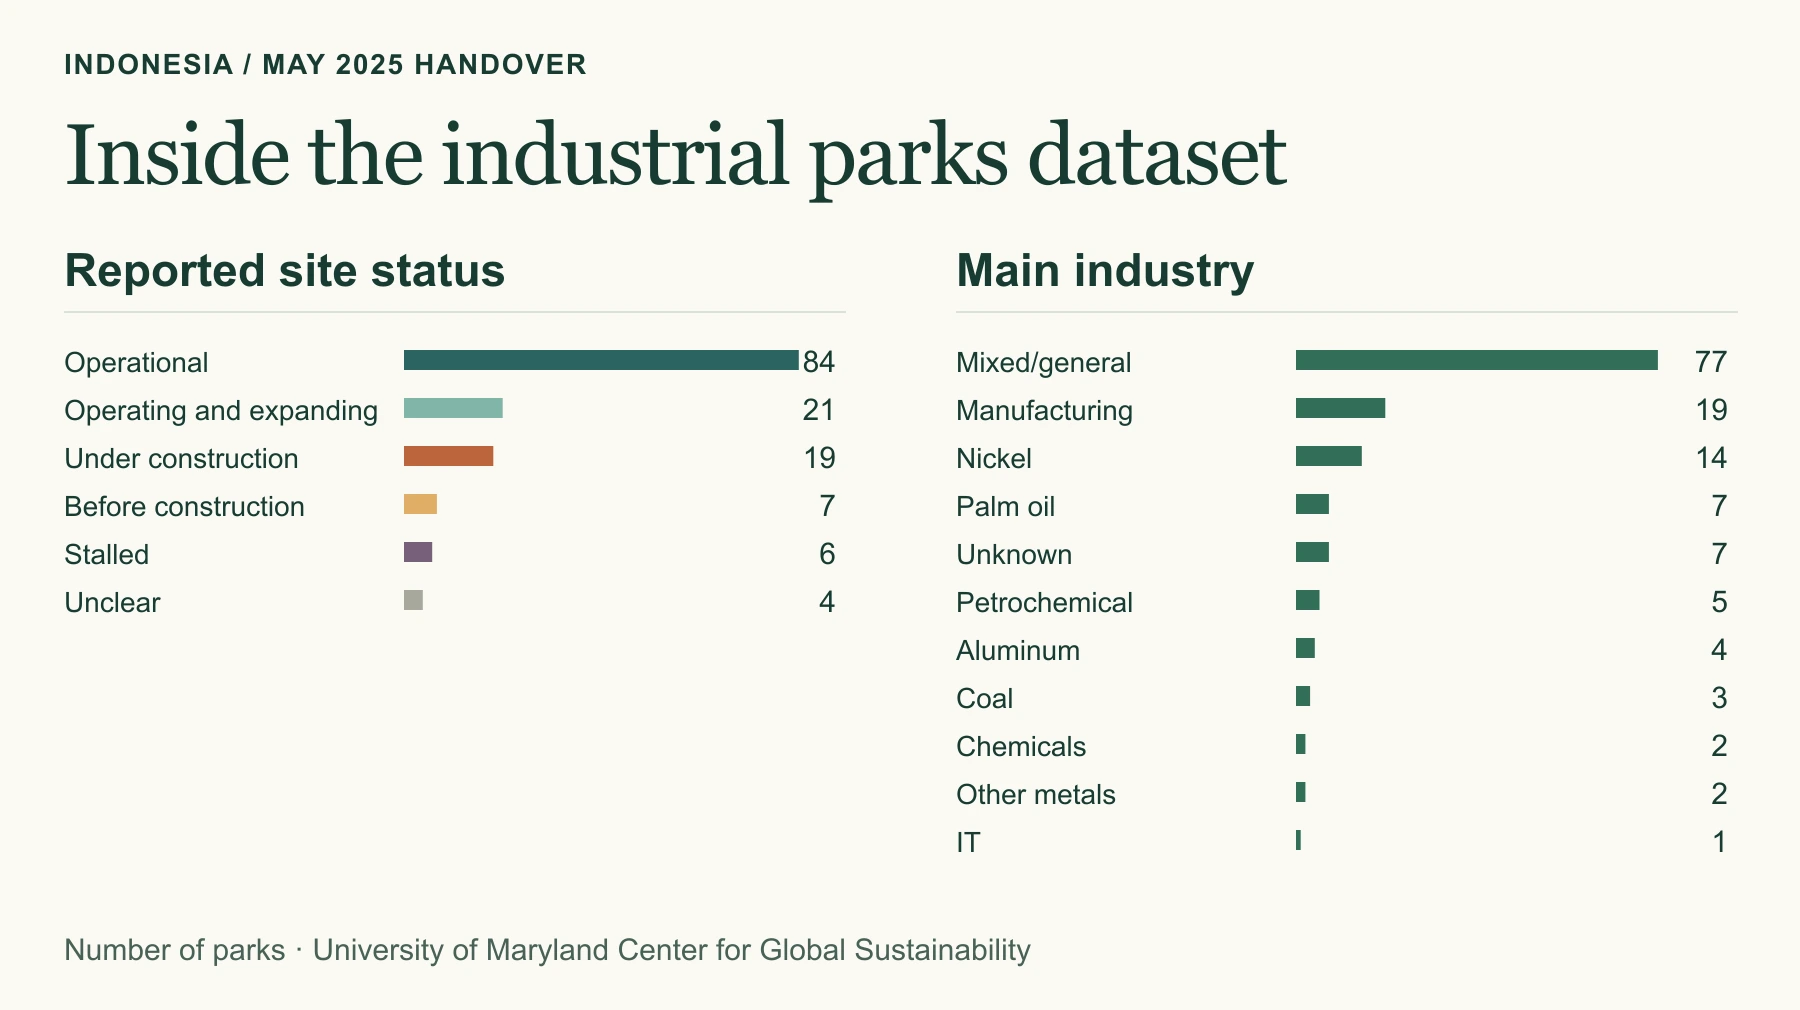 INDONESIA / MAY 2025 HANDOVER
Inside the industrial parks dataset
Reported site status
Operational 84
Operating and expanding 21
Under construction 19
Before construction 7
Stalled 6
Unclear 4
Main industry
Mixed/general 77
Manufacturing 19
Nickel 14
Palm oil 7
Unknown 7
Petrochemical 5
Aluminum 4
Coal 3
Chemicals 2
Other metals 2
IT 1
Number of parks · University of Maryland Center for Global Sustainability